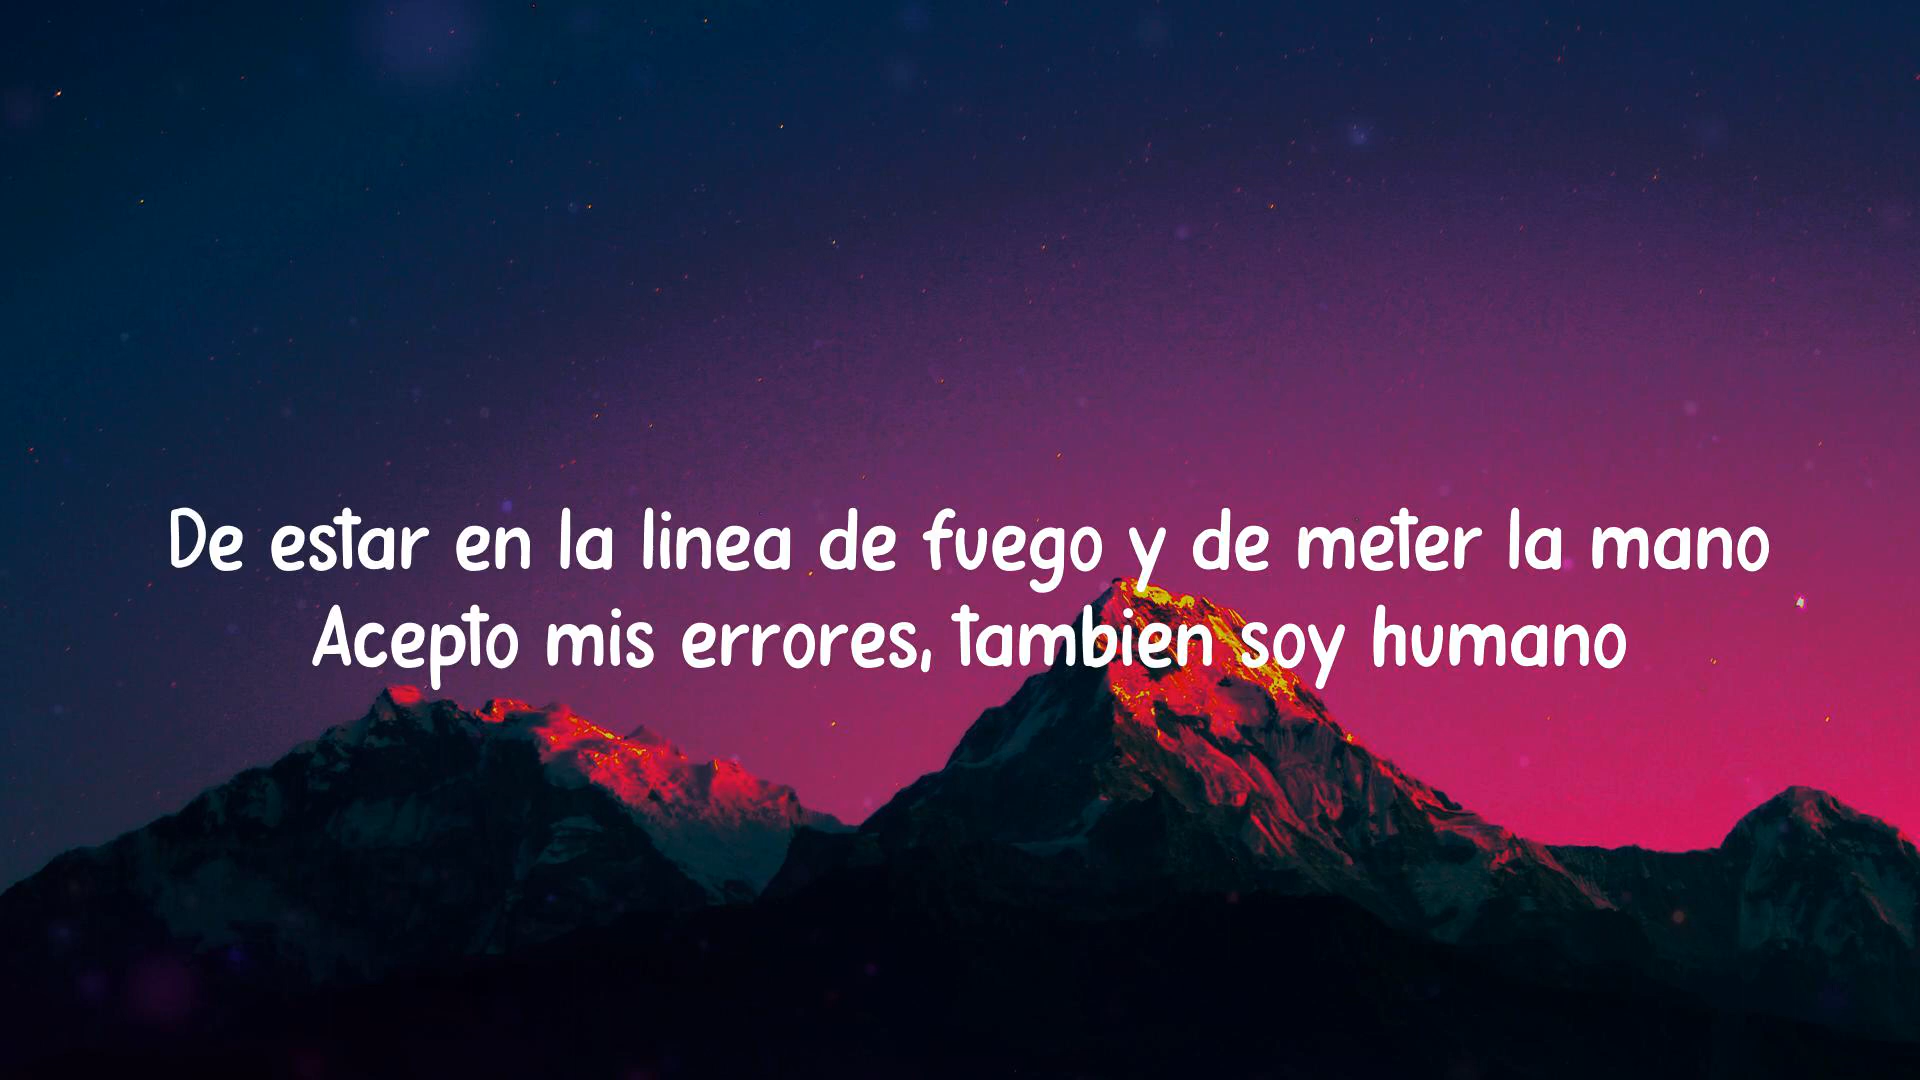 De estar en la linea de fuego y de meter la mano
Acepto mis errores, tambien soy humano